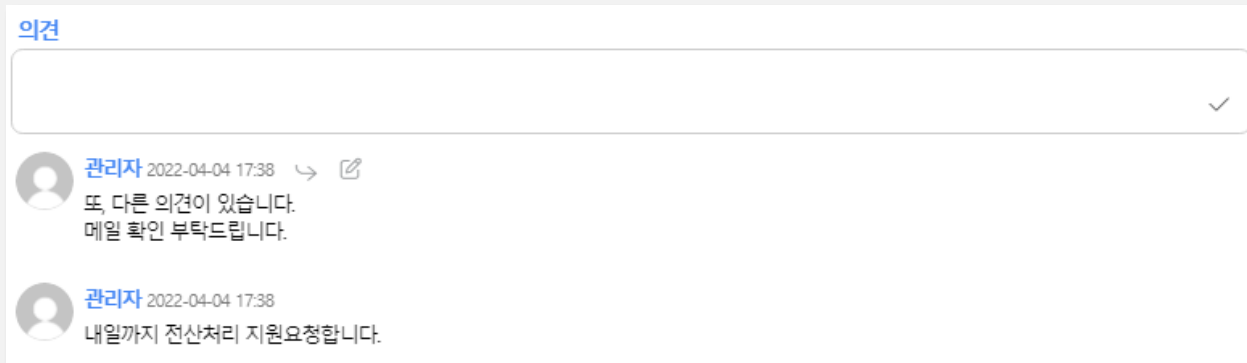 의견
관리자 2022-04-04 17:38
또, 다른 의견이 있습니다.
메일 확인 부탁드립니다.
관리자 2022-04-04 17:38
내일까지 전산처리 지원요청합니다.